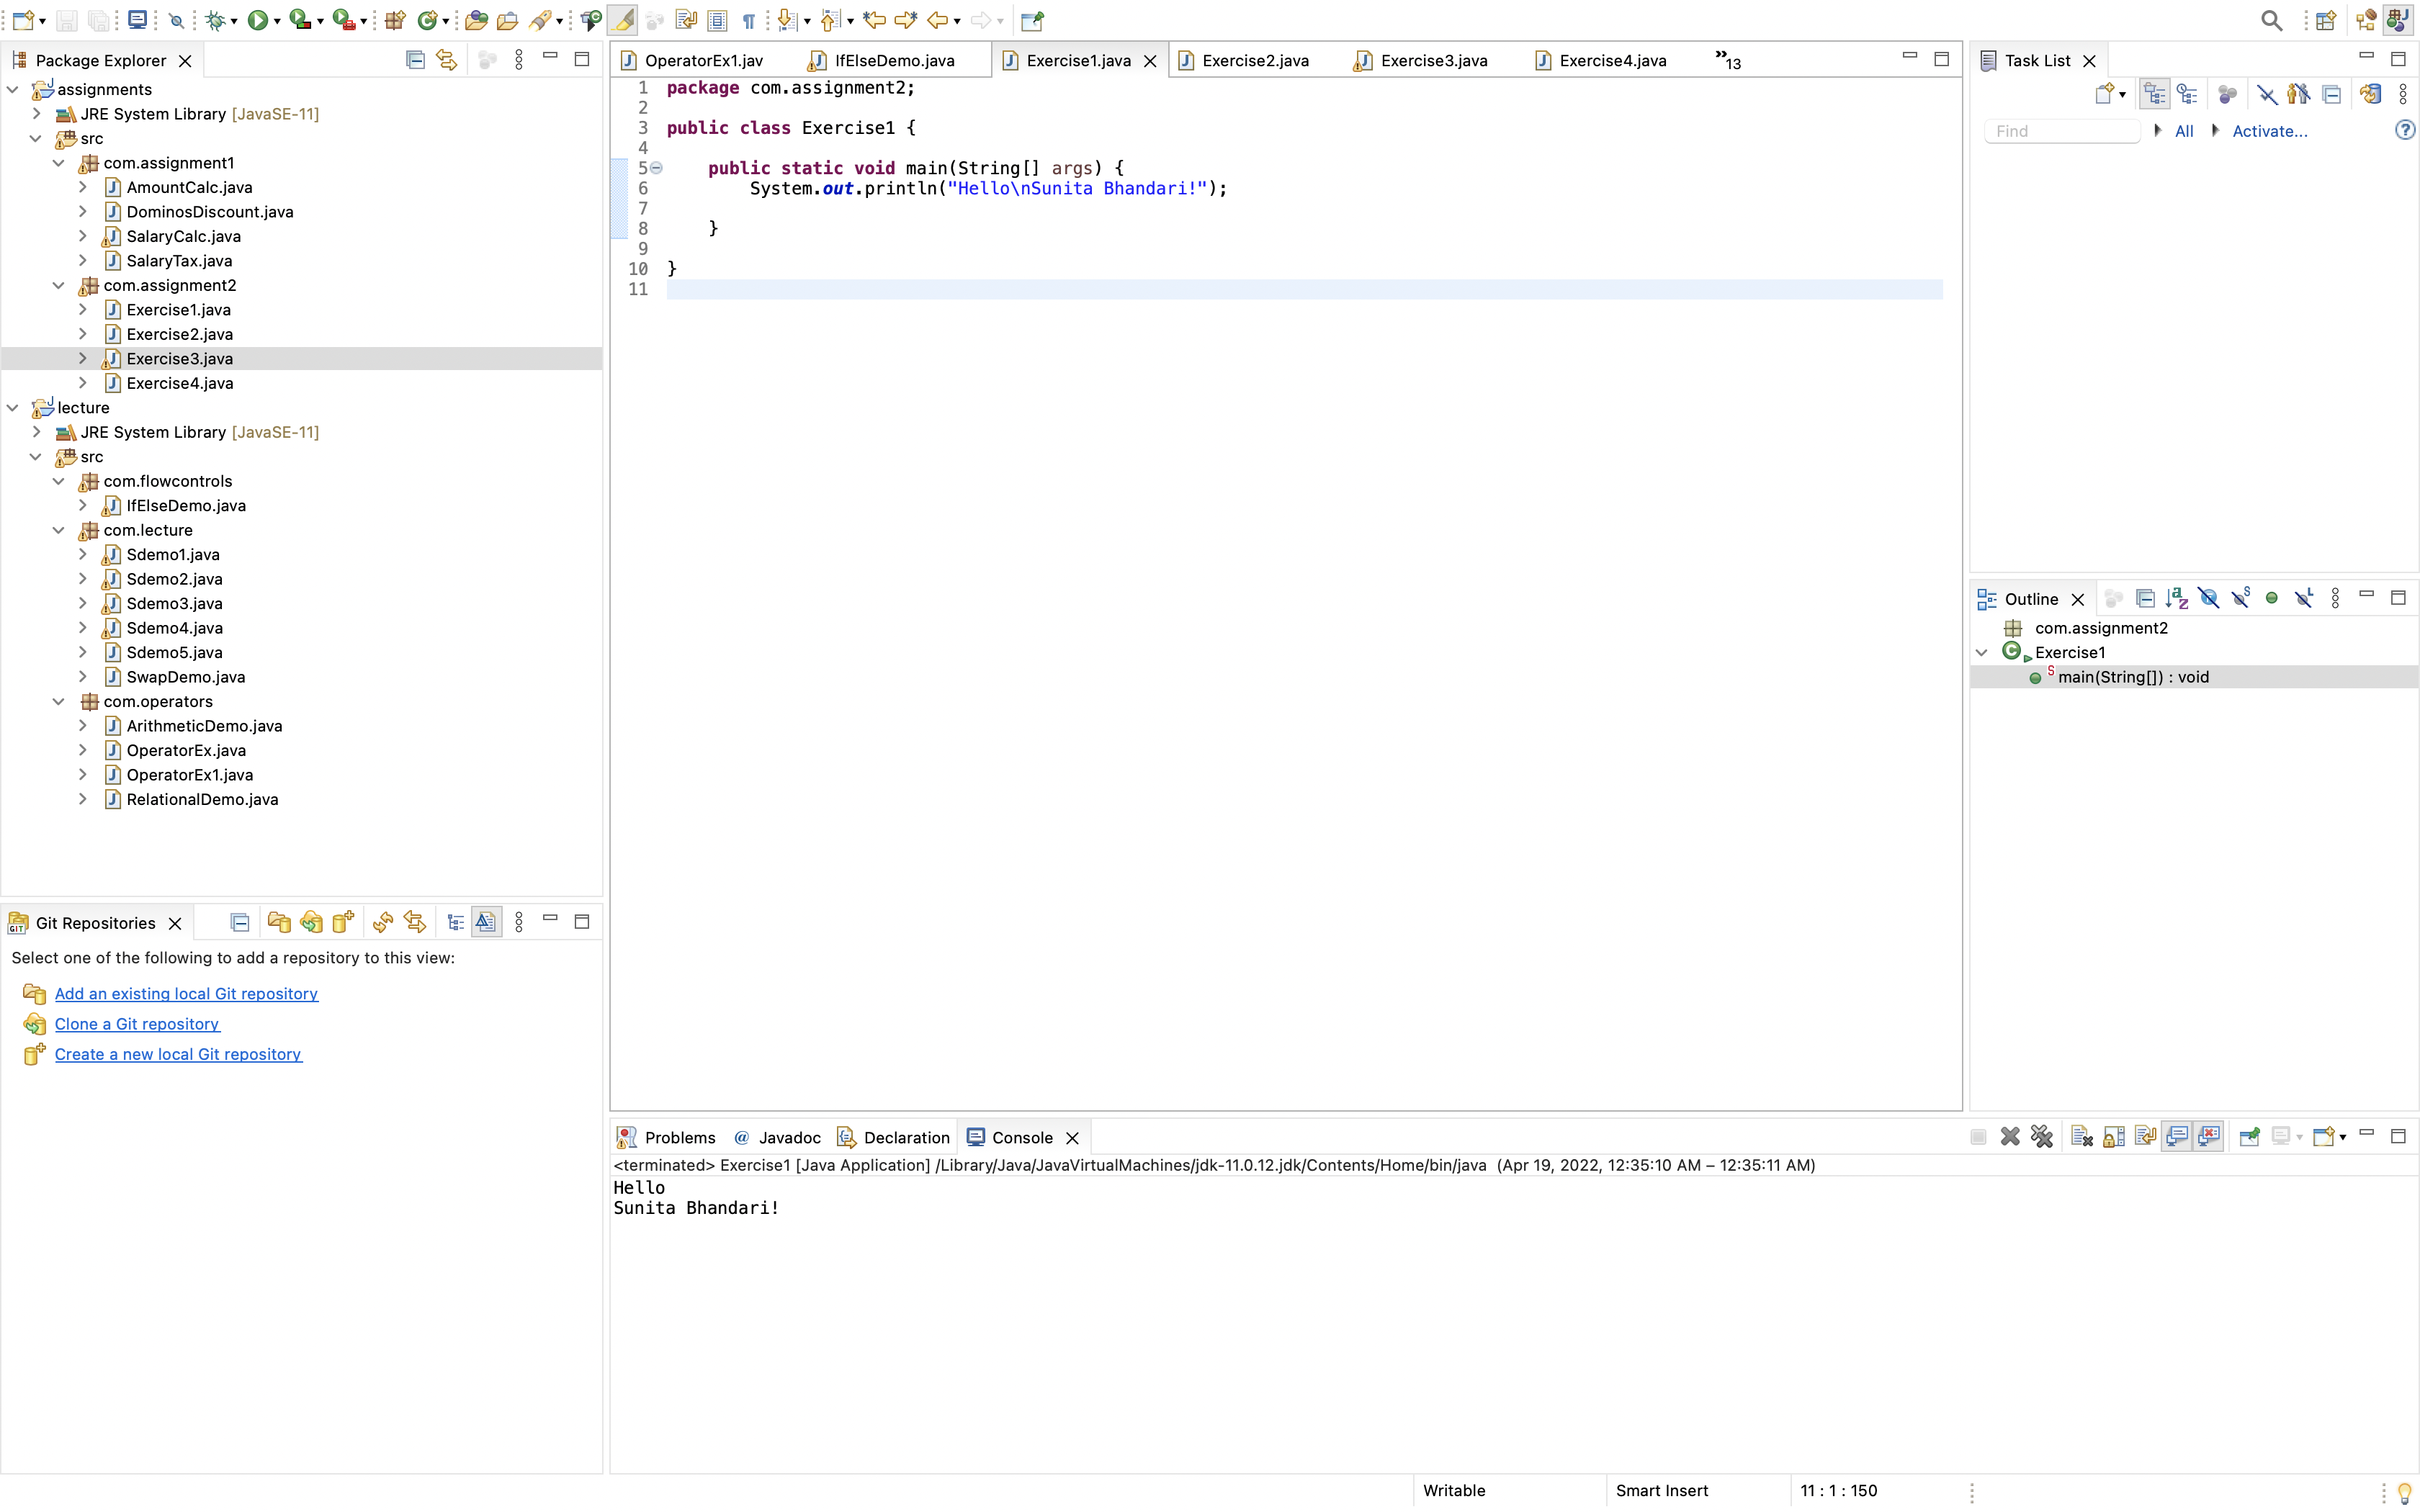 Package Explorer
assignments
JRE System Library [JavaSE-11]
src
com.assignment1
AmountCalc.java
DominosDiscount.java
SalaryCalc.java
SalaryTax.java
com.assignment2
Exercise1.java
Exercise2.java
Exercise3.java
Exercise4.java
lecture
JRE System Library [JavaSE-11]
src
com.flowcontrols
IfElseDemo.java
com.lecture
Sdemo1.java
Sdemo2.java
Sdemo3.java
Sdemo4.java
Sdemo5.java
SwapDemo.java
com.operators
ArithmeticDemo.java
OperatorEx.java
OperatorEx1.java
RelationalDemo.java
Git Repositories
Select one of the following to add a repository to this view:
Add an existing local Git repository
Clone a Git repository
Create a new local Git repository
OperatorEx1.jav IfElseDemo.java Exercise1.java Exercise2.java Exercise3.java Exercise4.java »13
1 package com.assignment2;
2
3 public class Exercise1 {
4
5 public static void main(String[] args) {
6 System.out.println("Hello\nSunita Bhandari!");
7
8 }
9
10 }
11
Problems @ Javadoc Declaration Console
<terminated> Exercise1 [Java Application] /Library/Java/JavaVirtualMachines/jdk-11.0.12.jdk/Contents/Home/bin/java (Apr 19, 2022, 12:35:10 AM – 12:35:11 AM)
Hello
Sunita Bhandari!
Task List
Find All Activate...
Outline
com.assignment2
Exercise1
main(String[]) : void
Writable Smart Insert 11 : 1 : 150